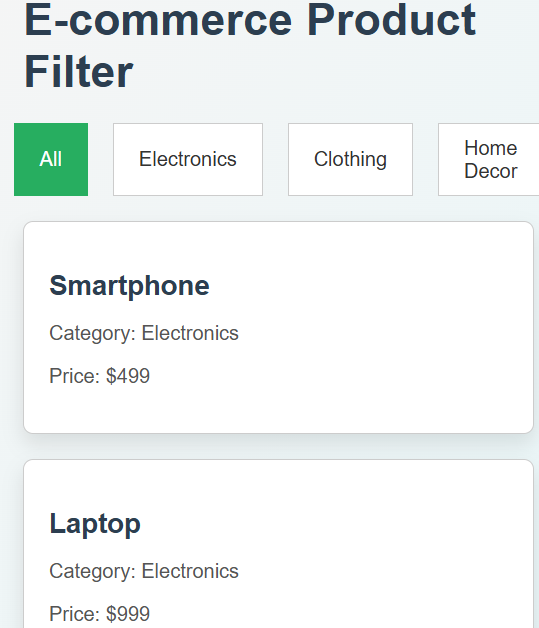 E-commerce Product
Filter
All
Electronics
Clothing
Home
Decor
Smartphone
Category: Electronics
Price: $499
Laptop
Category: Electronics
Price: $999